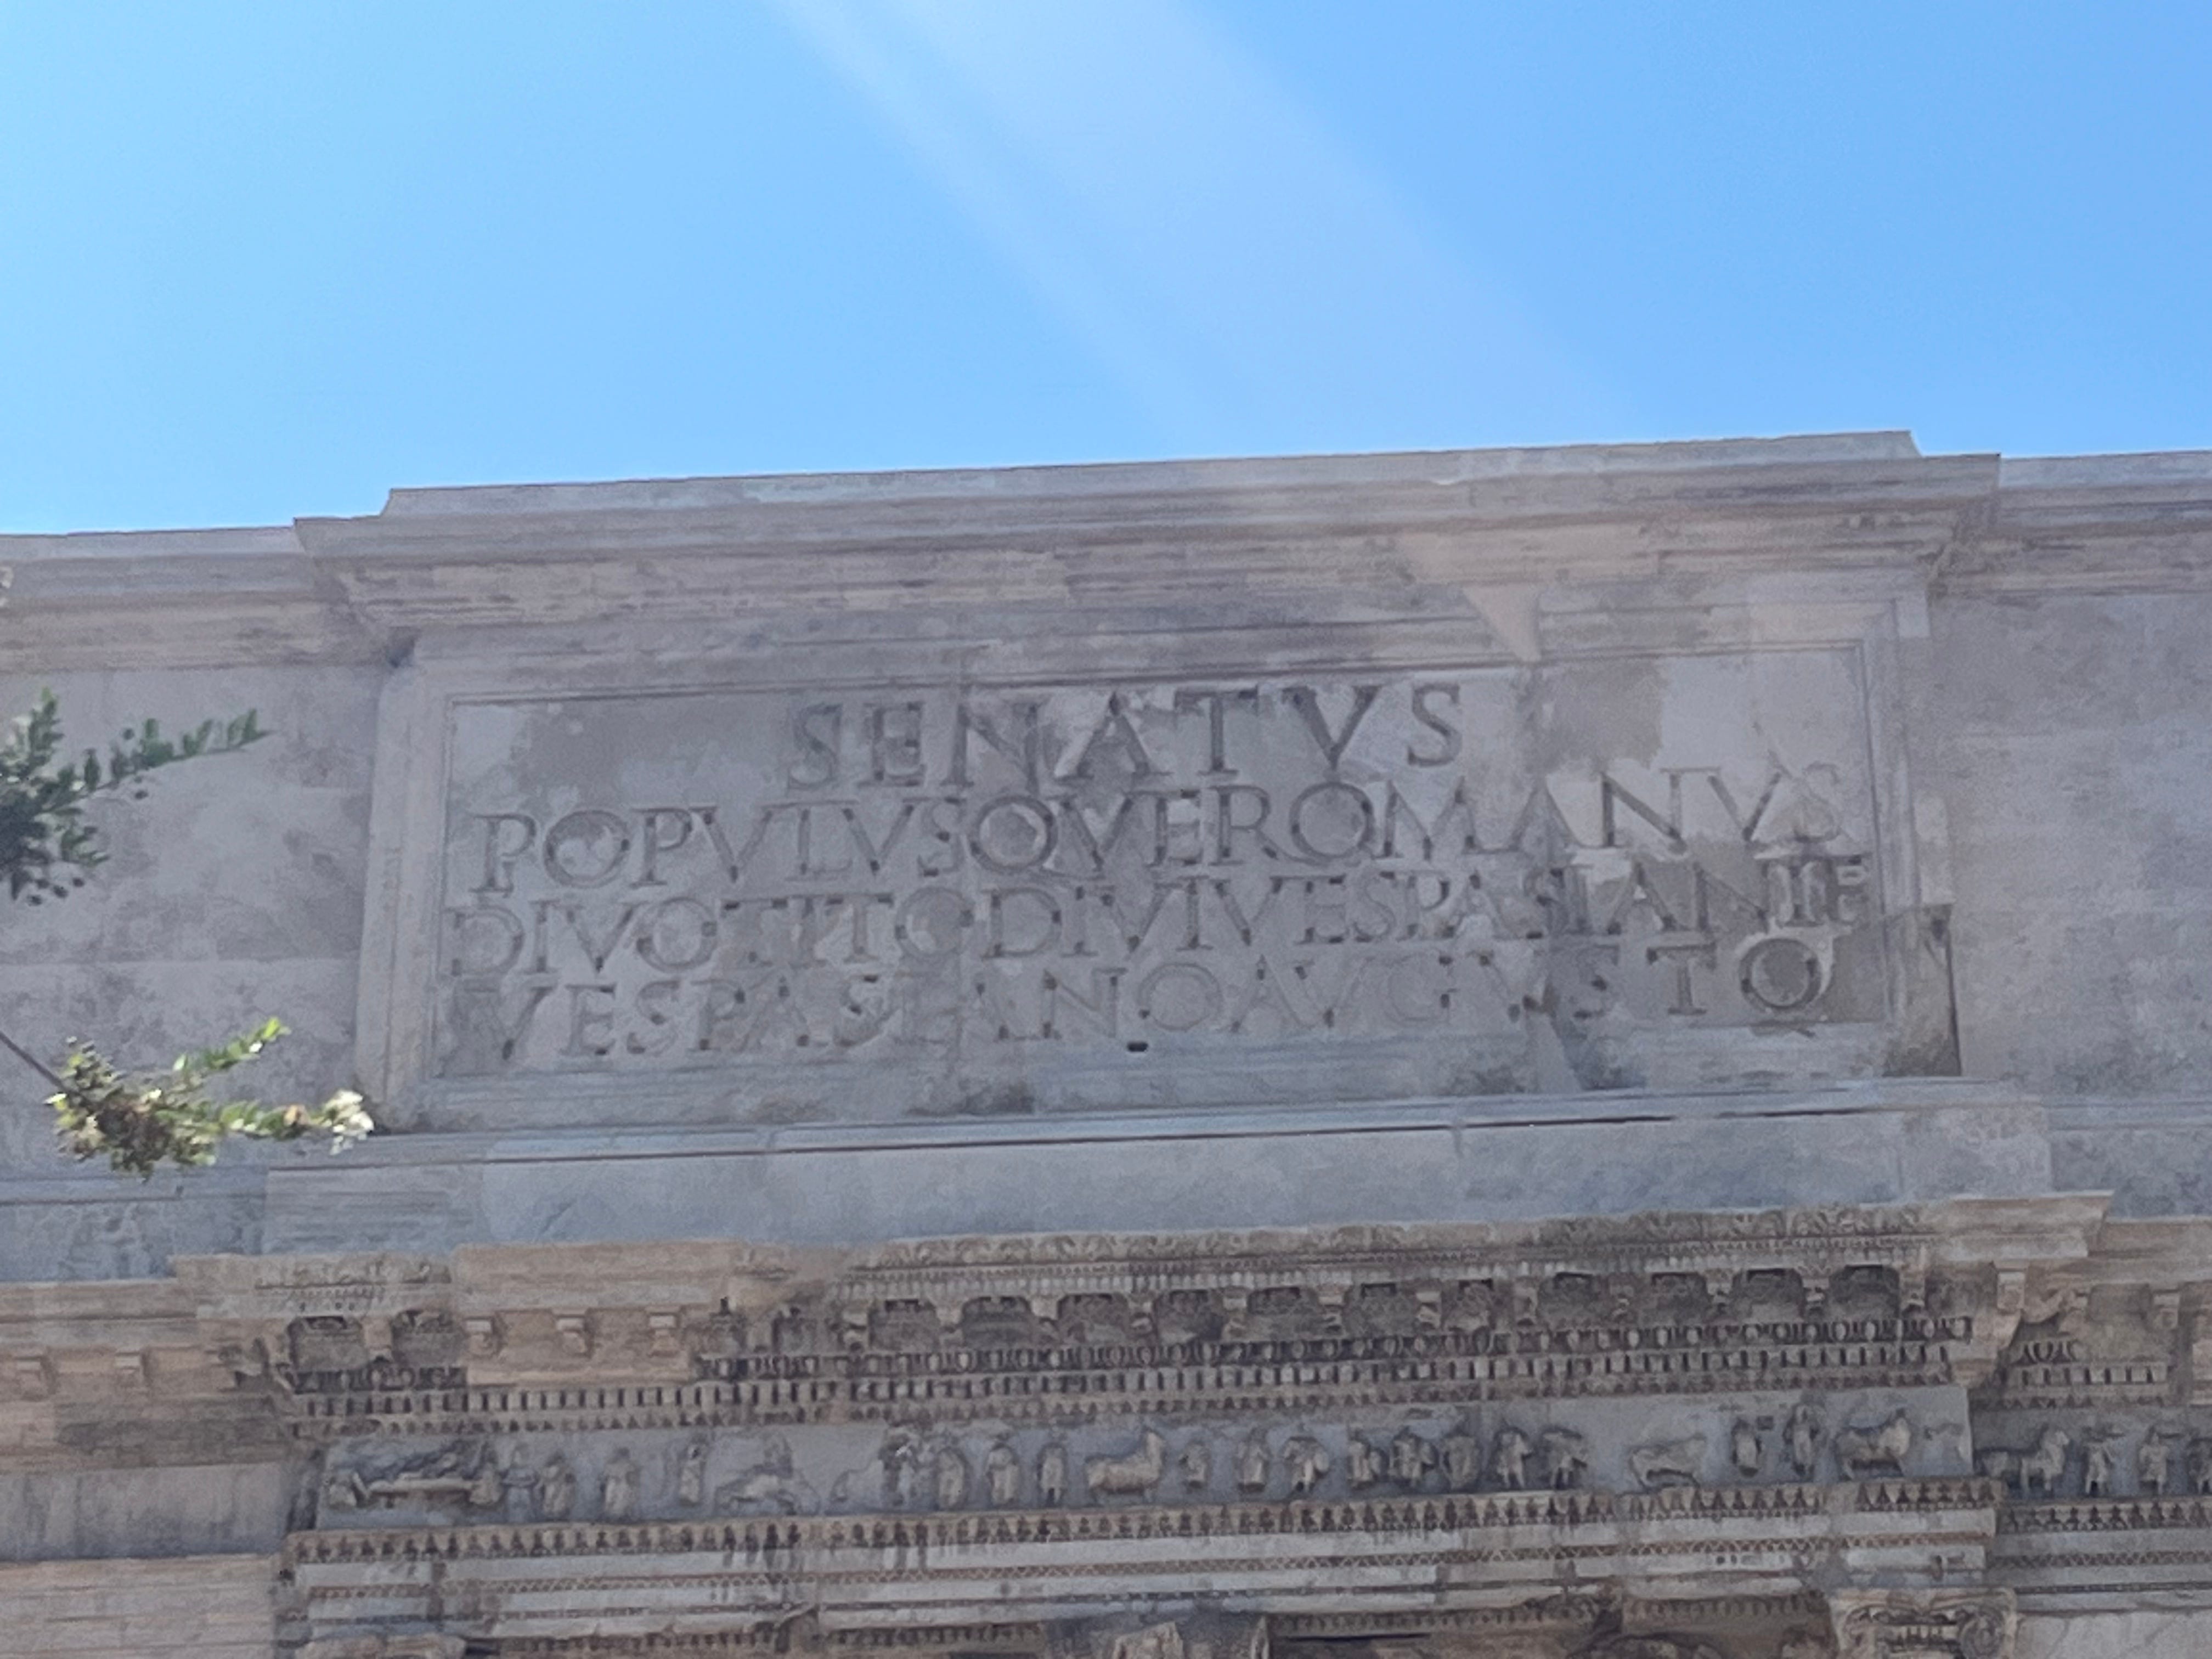 SENATVS
POPVLVSQVEROMANVS
DIVOTITODIVIVESPASIANIF
VESPASIANOAVGVSTO